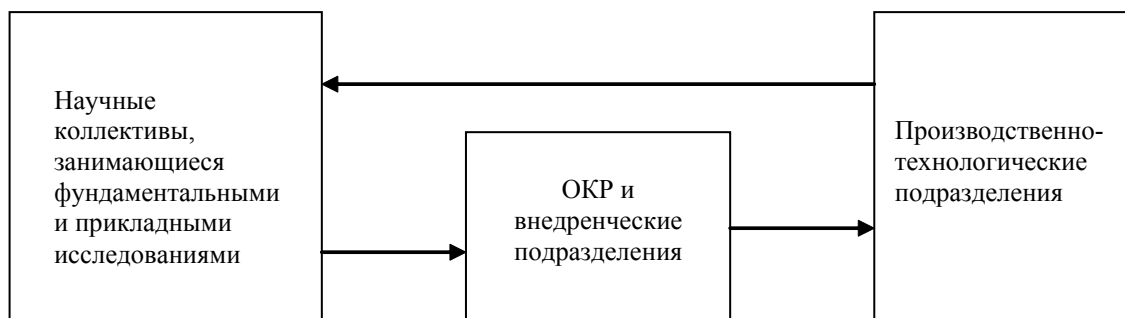 Научные
коллективы,
занимающиеся
фундаментальными
и прикладными
исследованиями
ОКР и
внедренческие
подразделения
Производственно-
технологические
подразделения